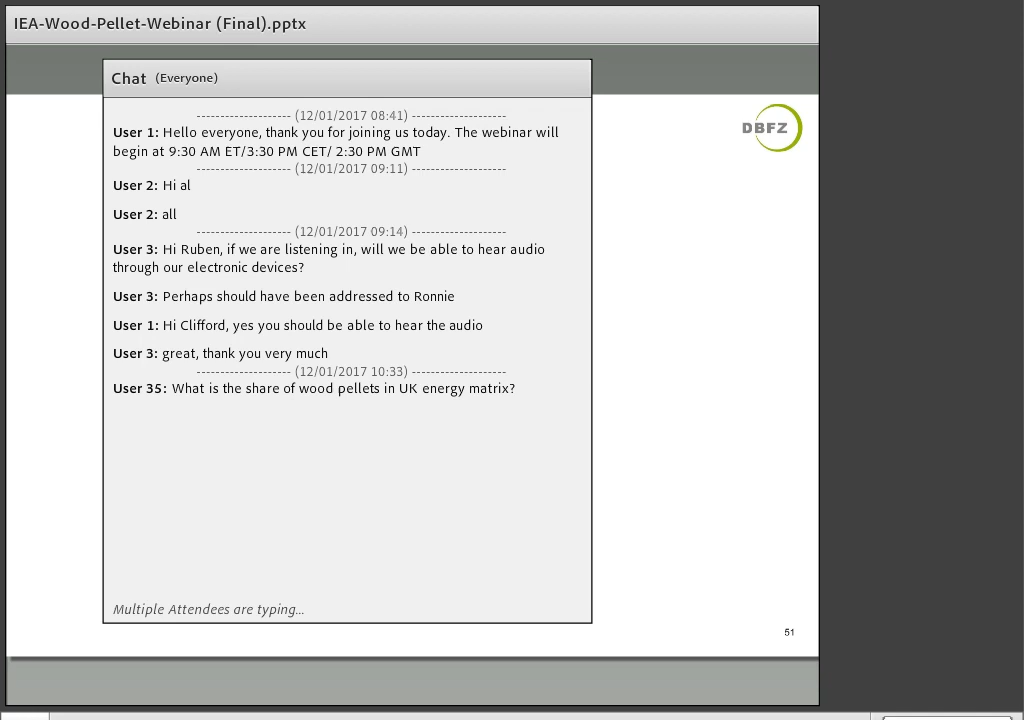 IEA-Wood-Pellet-Webinar (Final).pptx
Chat (Everyone)
-------------------- (12/01/2017 08:41) --------------------
User 1: Hello everyone, thank you for joining us today. The webinar will
begin at 9:30 AM ET/3:30 PM CET/ 2:30 PM GMT
-------------------- (12/01/2017 09:11) --------------------
User 2: Hi al
User 2: all
-------------------- (12/01/2017 09:14) --------------------
User 3: Hi Ruben, if we are listening in, will we be able to hear audio
through our electronic devices?
User 3: Perhaps should have been addressed to Ronnie
User 1: Hi Clifford, yes you should be able to hear the audio
User 3: great, thank you very much
-------------------- (12/01/2017 10:33) --------------------
User 35: What is the share of wood pellets in UK energy matrix?
Multiple Attendees are typing...
DBFZ
51